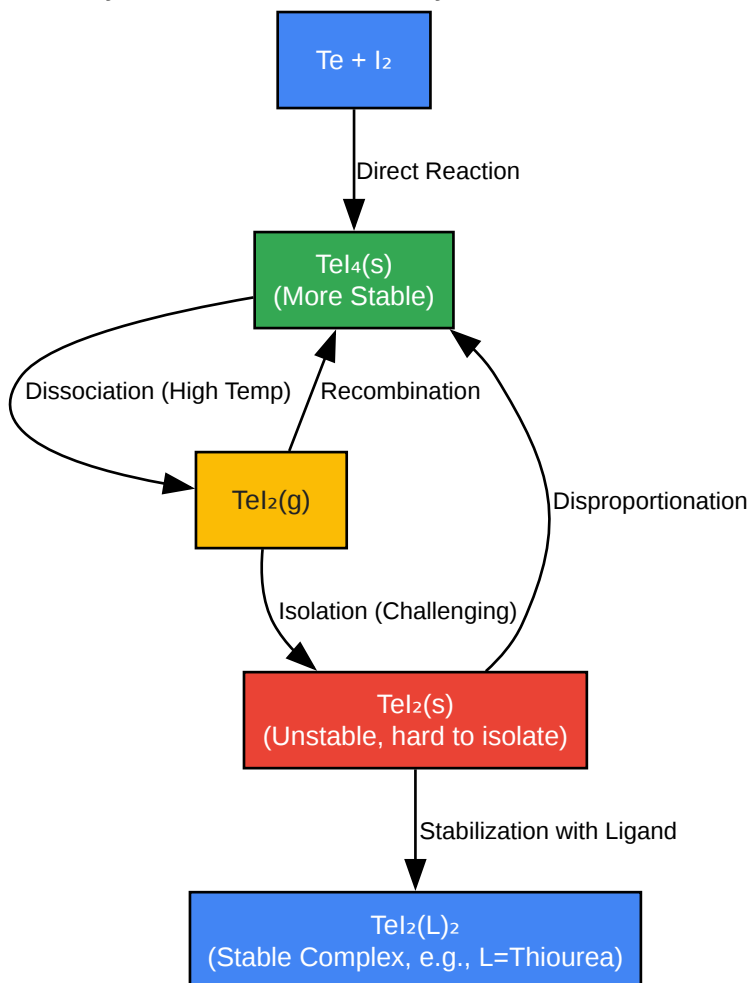 Te + I₂
Direct Reaction
TeI₄(s)
(More Stable)
Dissociation (High Temp)
Recombination
TeI₂(g)
Disproportionation
Isolation (Challenging)
TeI₂(s)
(Unstable, hard to isolate)
Stabilization with Ligand
TeI₂(L)₂
(Stable Complex, e.g., L=Thiourea)